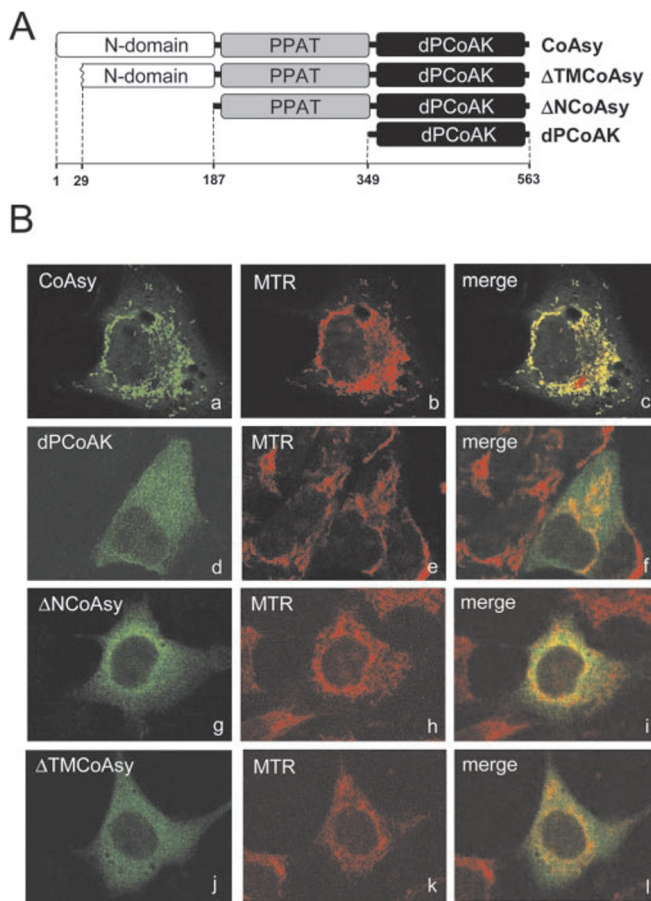 A
N-domain PPAT dPCoAK CoAsy
N-domain PPAT dPCoAK ΔTMCoAsy
PPAT dPCoAK ΔNCoAsy
dPCoAK dPCoAK
1 29 187 349 563
B
CoAsy MTR merge
a b c
dPCoAK MTR merge
d e f
ΔNCoAsy MTR merge
g h i
ΔTMCoAsy MTR merge
j k l